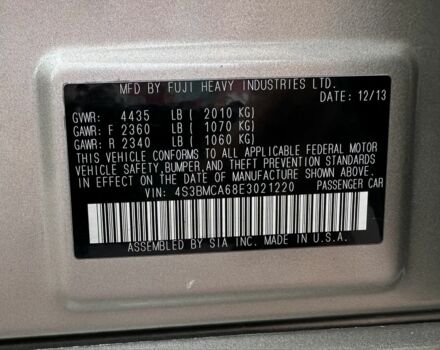 MFD BY FUJI HEAVY INDUSTRIES LTD.
DATE: 12/13
GVWR: 4435 LB ( 2010 KG)
GAWR: F 2360 LB ( 1070 KG)
GAWR: R 2340 LB ( 1060 KG)
THIS VEHICLE CONFORMS TO ALL APPLICABLE FEDERAL MOTOR
VEHICLE SAFETY,BUMPER AND THEFT PREVENTION STANDARDS
IN EFFECT ON THE DATE OF MANUFACTURE SHOWN ABOVE.
VIN: 4S3BMCA68E3021220 PASSENGER CAR
ASSEMBLED BY SIA INC. MADE IN U.S.A.